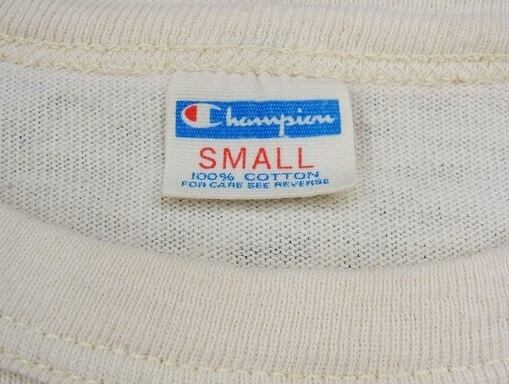 Champion
SMALL
100% COTTON
FOR CARE SEE REVERSE